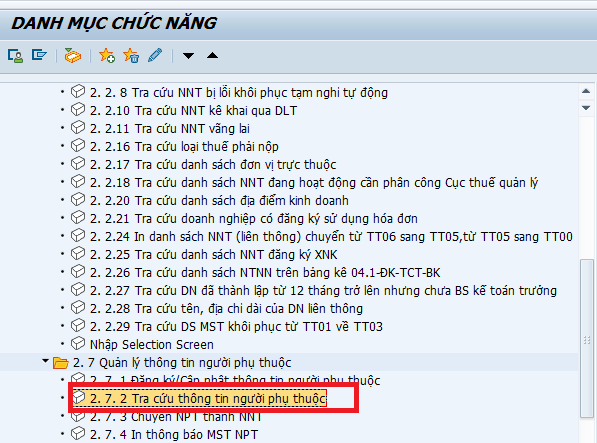 DANH MỤC CHỨC NĂNG
2. 2. 8 Tra cứu NNT bị lỗi khôi phục tạm nghỉ tự động
2. 2.10 Tra cứu NNT kê khai qua DLT
2. 2.11 Tra cứu NNT vãng lai
2. 2.16 Tra cứu loại thuế phải nộp
2. 2.17 Tra cứu danh sách đơn vị trực thuộc
2. 2.18 Tra cứu danh sách NNT đang hoạt động cần phân công Cục thuế quản lý
2. 2.20 Tra cứu danh sách địa điểm kinh doanh
2. 2.21 Tra cứu doanh nghiệp có đăng ký sử dụng hóa đơn
2. 2.24 In danh sách NNT (liên thông) chuyển từ TT06 sang TT05,từ TT05 sang TT00
2. 2.25 Tra cứu danh sách NNT đăng ký XNK
2. 2.26 Tra cứu danh sách NTNN trên bảng kê 04.1-ĐK-TCT-BK
2. 2.27 Tra cứu DN đã thành lập từ 12 tháng trở lên nhưng chưa BS kế toán trưởng
2. 2.28 Tra cứu tên, địa chỉ dài của DN liên thông
2. 2.29 Tra cứu DS MST khôi phục từ TT01 về TT03
Nhập Selection Screen
2. 7 Quản lý thông tin người phụ thuộc
2. 7. 1 Đăng ký/Cập nhật thông tin người phụ thuộc
2. 7. 2 Tra cứu thông tin người phụ thuộc
2. 7. 3 Chuyển NPT thành NNT
2. 7. 4 In thông báo MST NPT